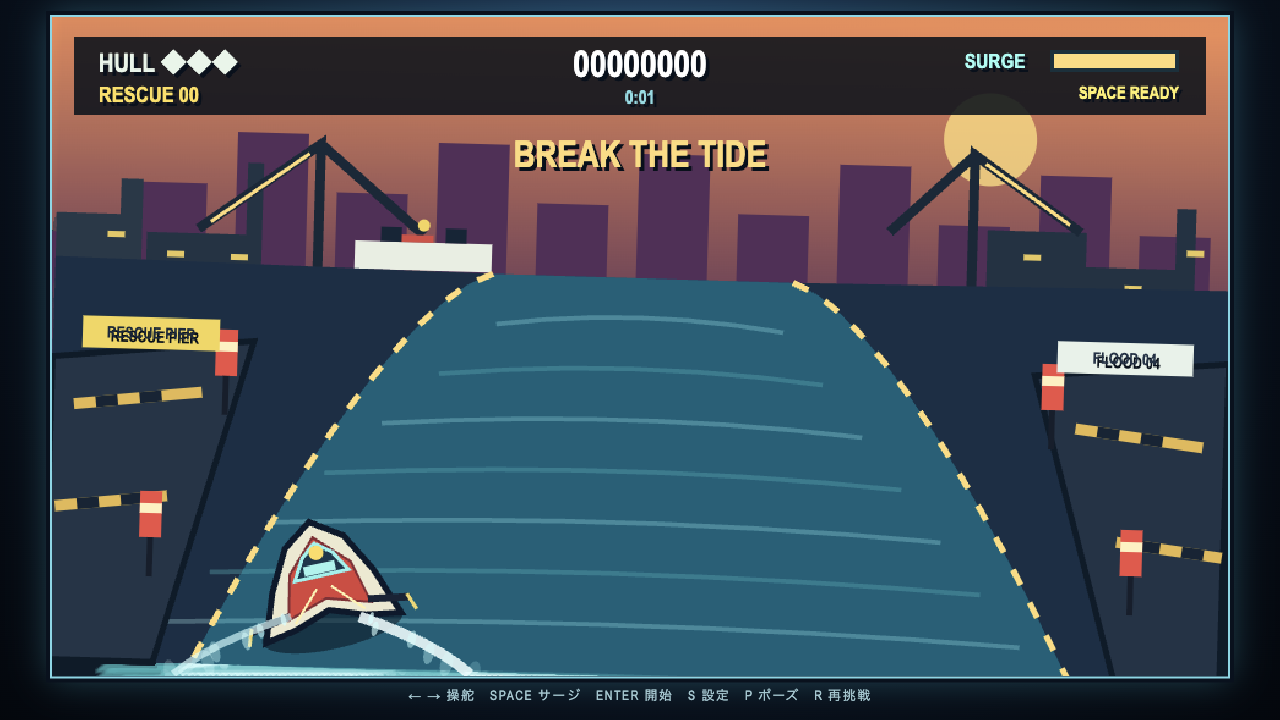 HULL
RESCUE 00
00000000
0:01
SURGE
SPACE READY
BREAK THE TIDE
RESCUE PIER
FLOOD 04
← → 操舵 SPACE サージ ENTER 開始 S 設定 P ポーズ R 再挑戦